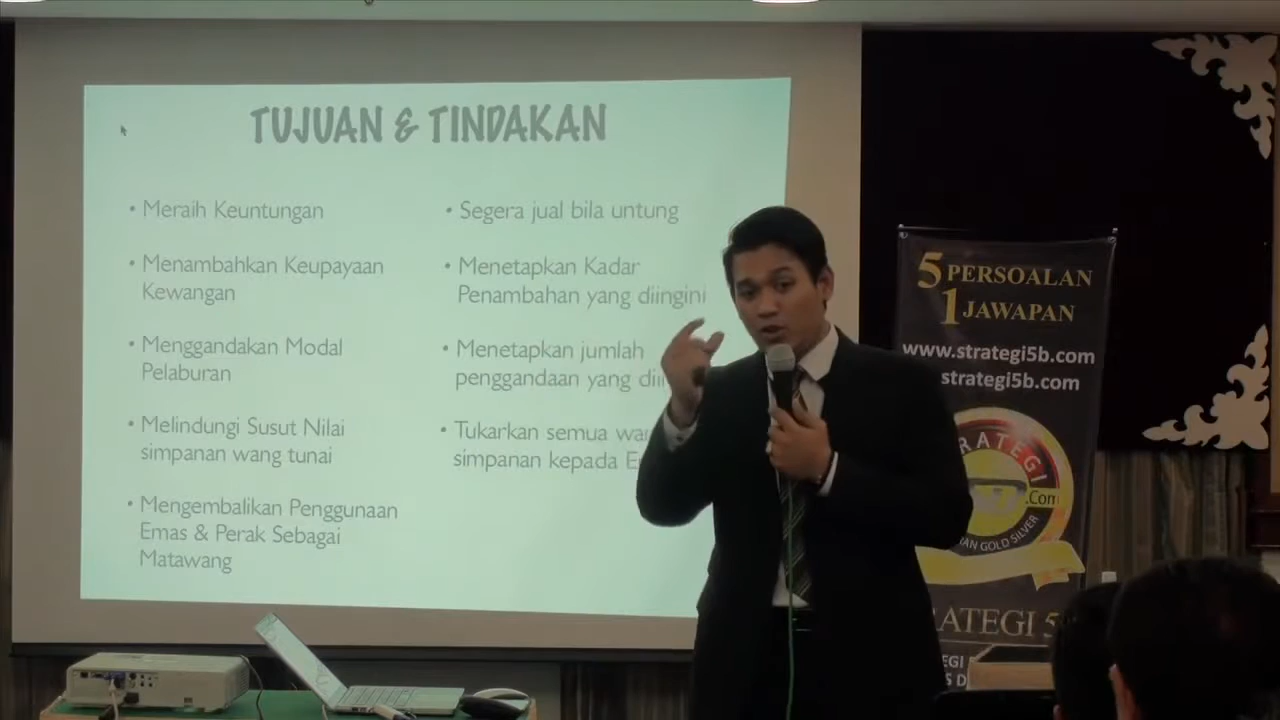 TUJUAN & TINDAKAN
• Meraih Keuntungan
• Menambahkan Keupayaan
Kewangan
• Menggandakan Modal
Pelaburan
• Melindungi Susut Nilai
simpanan wang tunai
• Mengembalikan Penggunaan
Emas & Perak Sebagai
Matawang
• Segera jual bila untung
• Menetapkan Kadar
Penambahan yang diingini
• Menetapkan jumlah
penggandaan yang
• Tukarkan semua
simpanan kepada
5 PERSOALAN
1 JAWAPAN
www.strategi5b.com
strategi5b.com
.Com
GOLD SILVER